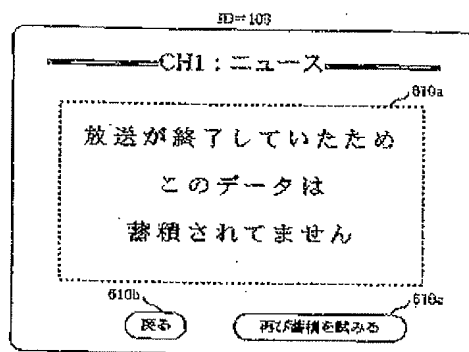 ID=103
CH1：ニュース
610a
放送が終了していたため
このデータは
蓄積されてません
610b
610c
戻る
再び蓄積を試みる